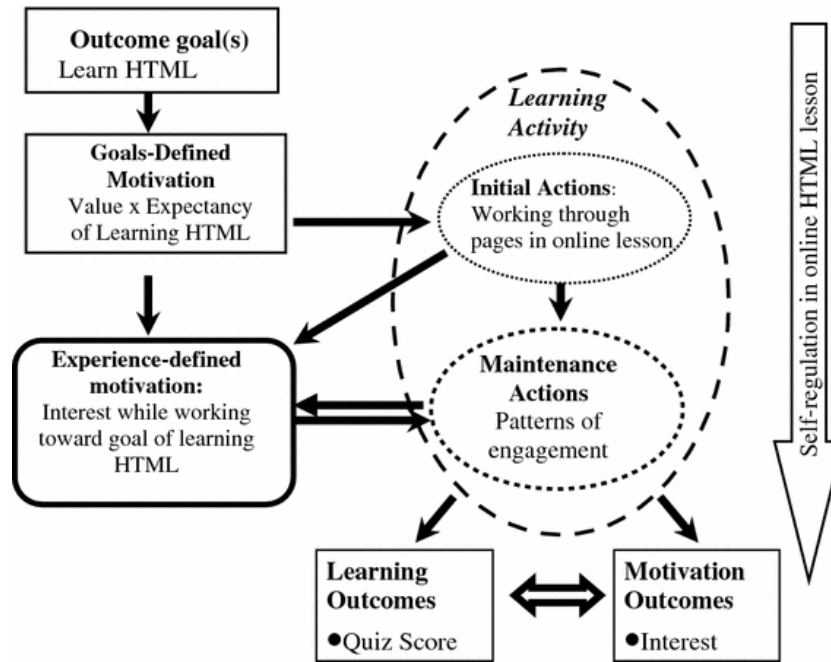 Outcome goal(s)
Learn HTML
Goals-Defined
Motivation
Value x Expectancy
of Learning HTML
Learning
Activity
Initial Actions:
Working through
pages in online lesson
Experience-defined
motivation:
Interest while working
toward goal of learning
HTML
Maintenance
Actions
Patterns of
engagement
Learning
Outcomes
●Quiz Score
Motivation
Outcomes
●Interest
Self-regulation in online HTML lesson